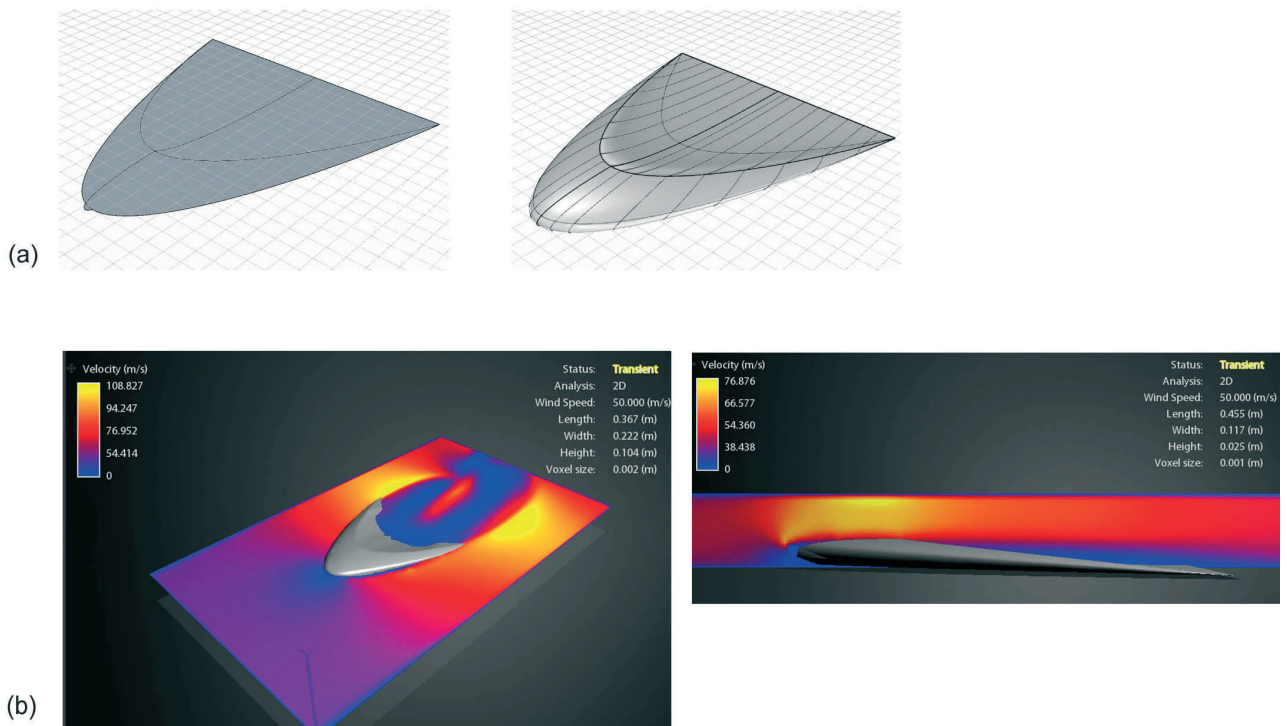 (a)
Velocity (m/s)
108.827
94.247
76.952
54.414
0
Status: Transient
Analysis: 2D
Wind Speed: 50.000 (m/s)
Length: 0.367 (m)
Width: 0.222 (m)
Height: 0.104 (m)
Voxel size: 0.002 (m)
Velocity (m/s)
76.876
66.577
54.360
38.438
0
Status: Transient
Analysis: 2D
Wind Speed: 50.000 (m/s)
Length: 0.455 (m)
Width: 0.117 (m)
Height: 0.025 (m)
Voxel size: 0.001 (m)
(b)